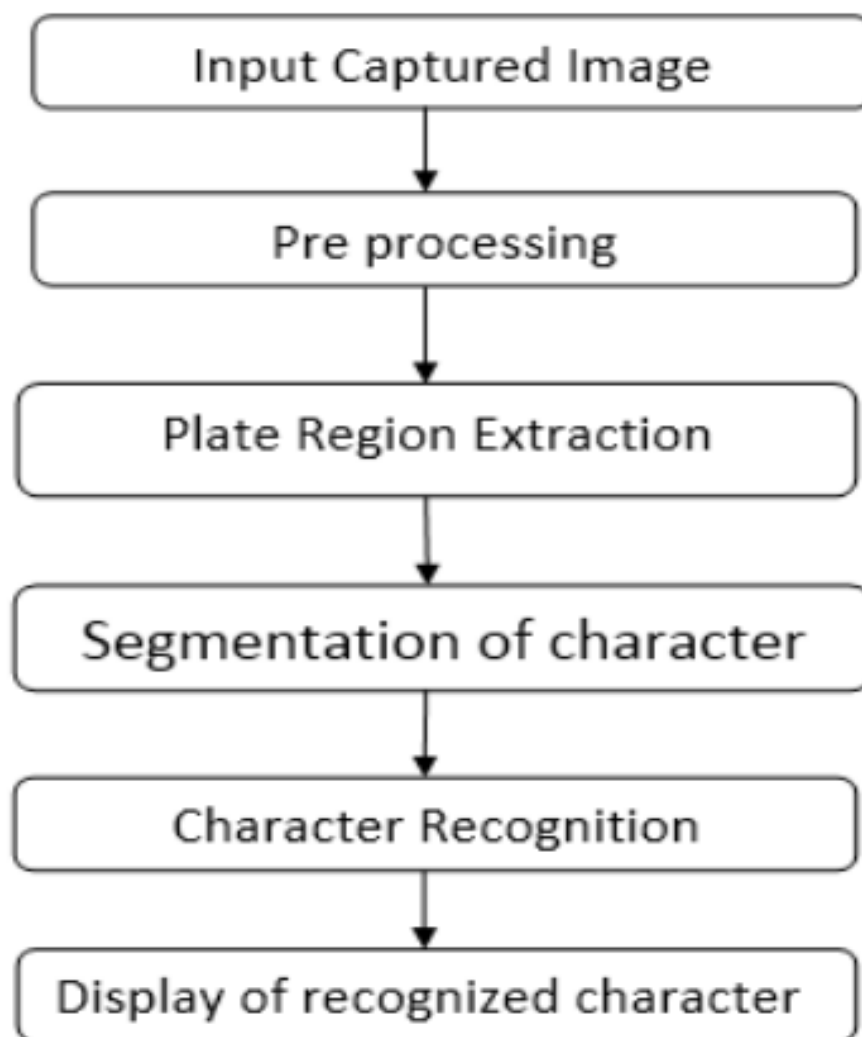 Input Captured Image
Pre processing
Plate Region Extraction
Segmentation of character
Character Recognition
Display of recognized character